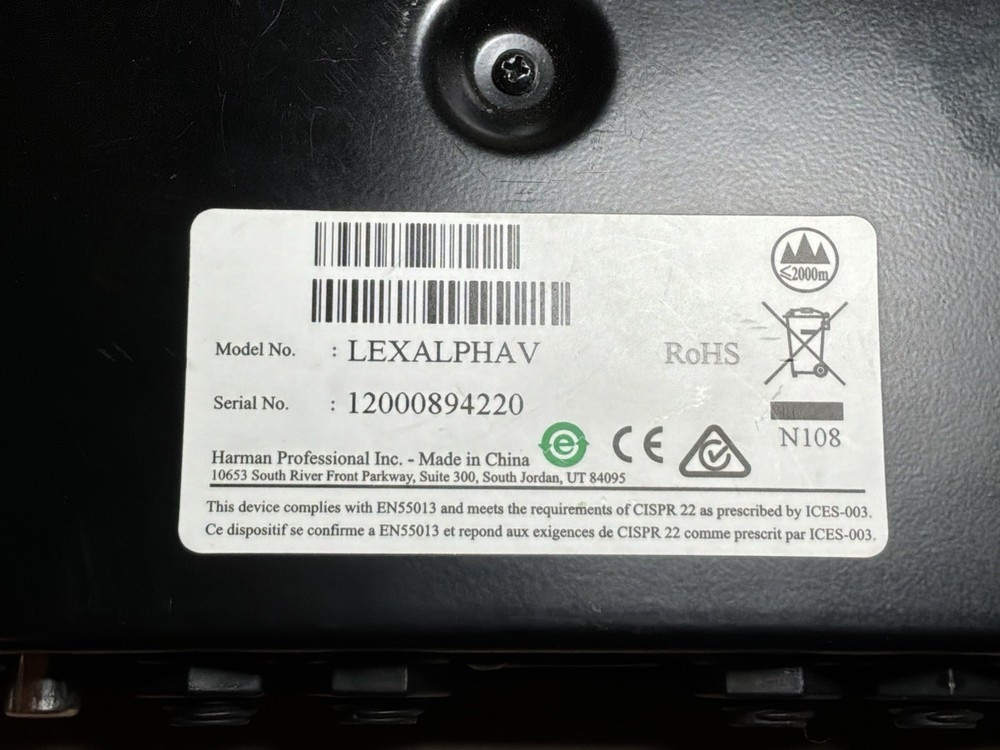 ≤2000m
Model No. : LEXALPHAV
RoHS
Serial No. : 12000894220
N108
e
CE
Harman Professional Inc. - Made in China
10653 South River Front Parkway, Suite 300, South Jordan, UT 84095
This device complies with EN55013 and meets the requirements of CISPR 22 as prescribed by ICES-003.
Ce dispositif se confirme a EN55013 et repond aux exigences de CISPR 22 comme prescrit par ICES-003.